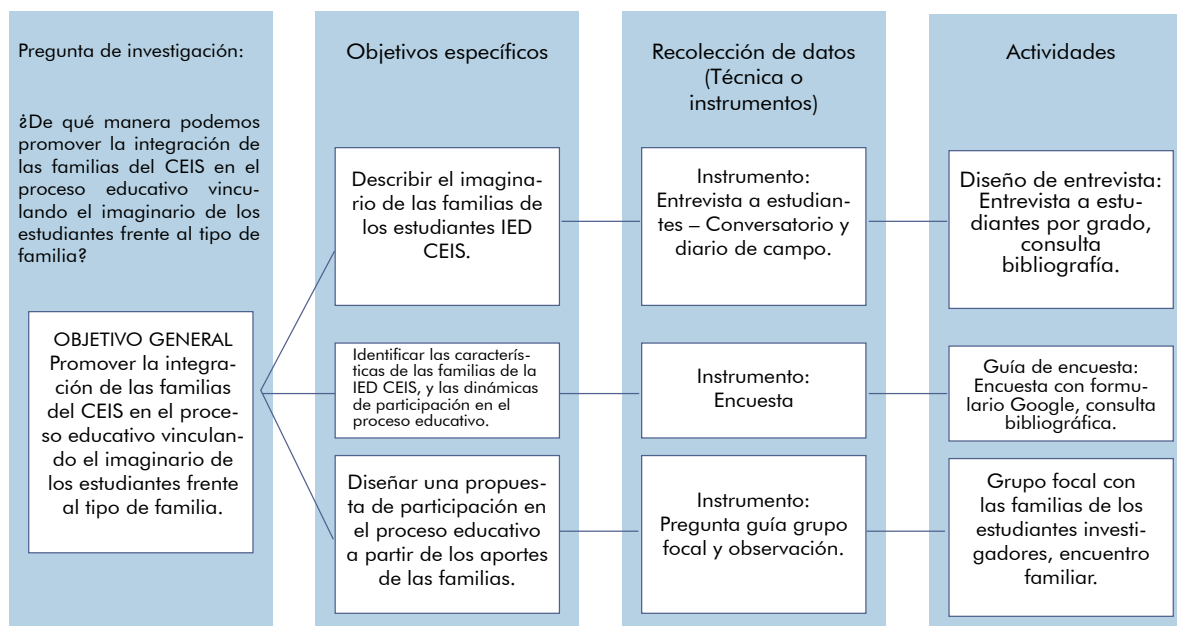 Pregunta de investigación:
¿De qué manera podemos
promover la integración de
las familias del CEIS en el
proceso educativo vincu-
lando el imaginario de los
estudiantes frente al tipo de
familia?
OBJETIVO GENERAL
Promover la integra-
ción de las familias
del CEIS en el proce-
so educativo vinculan-
do el imaginario de
los estudiantes frente
al tipo de familia.
Objetivos específicos
Describir el imagina-
rio de las familias de
los estudiantes IED
CEIS.
Identificar las caracterís-
ticas de las familias de la
IED CEIS, y las dinámicas
de participación en el
proceso educativo.
Diseñar una propues-
ta de participación en
el proceso educativo
a partir de los aportes
de las familias.
Recolección de datos
(Técnica o
instrumentos)
Instrumento:
Entrevista a estudian-
tes – Conversatorio y
diario de campo.
Instrumento:
Encuesta
Instrumento:
Pregunta guía grupo
focal y observación.
Actividades
Diseño de entrevista:
Entrevista a estu-
diantes por grado,
consulta
bibliografía.
Guía de encuesta:
Encuesta con formu-
lario Google, consulta
bibliográfica.
Grupo focal con
las familias de los
estudiantes investi-
gadores, encuentro
familiar.